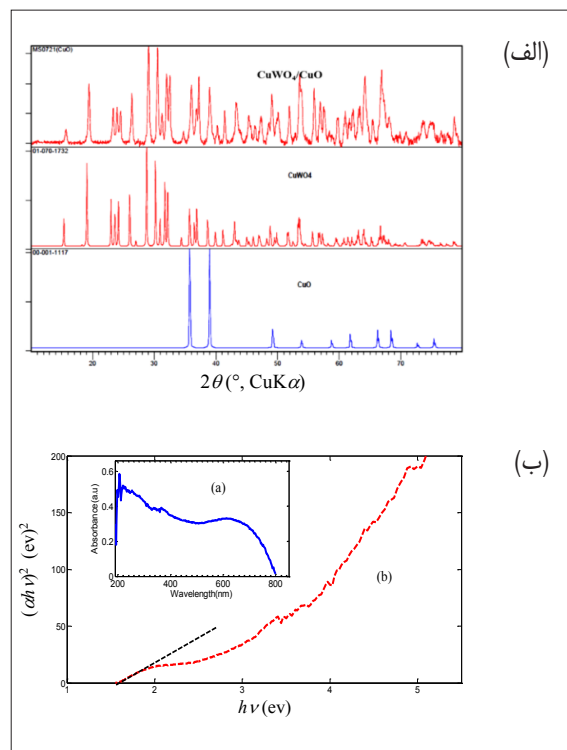 (الف)
MS0721(CuO)
CuWO₄/CuO
01-070-1732
CuWO4
00-001-1117
CuO
20 30 40 50 60 70
2θ (°, CuKα)
(ب)
200
150
100
50
0
(αhν)² (ev)²
0.6
0.4
0.2
0
Absorbance(a.u)
(a)
200 400 600 800
Wavelength(nm)
(b)
1 2 3 4 5
hν (ev)